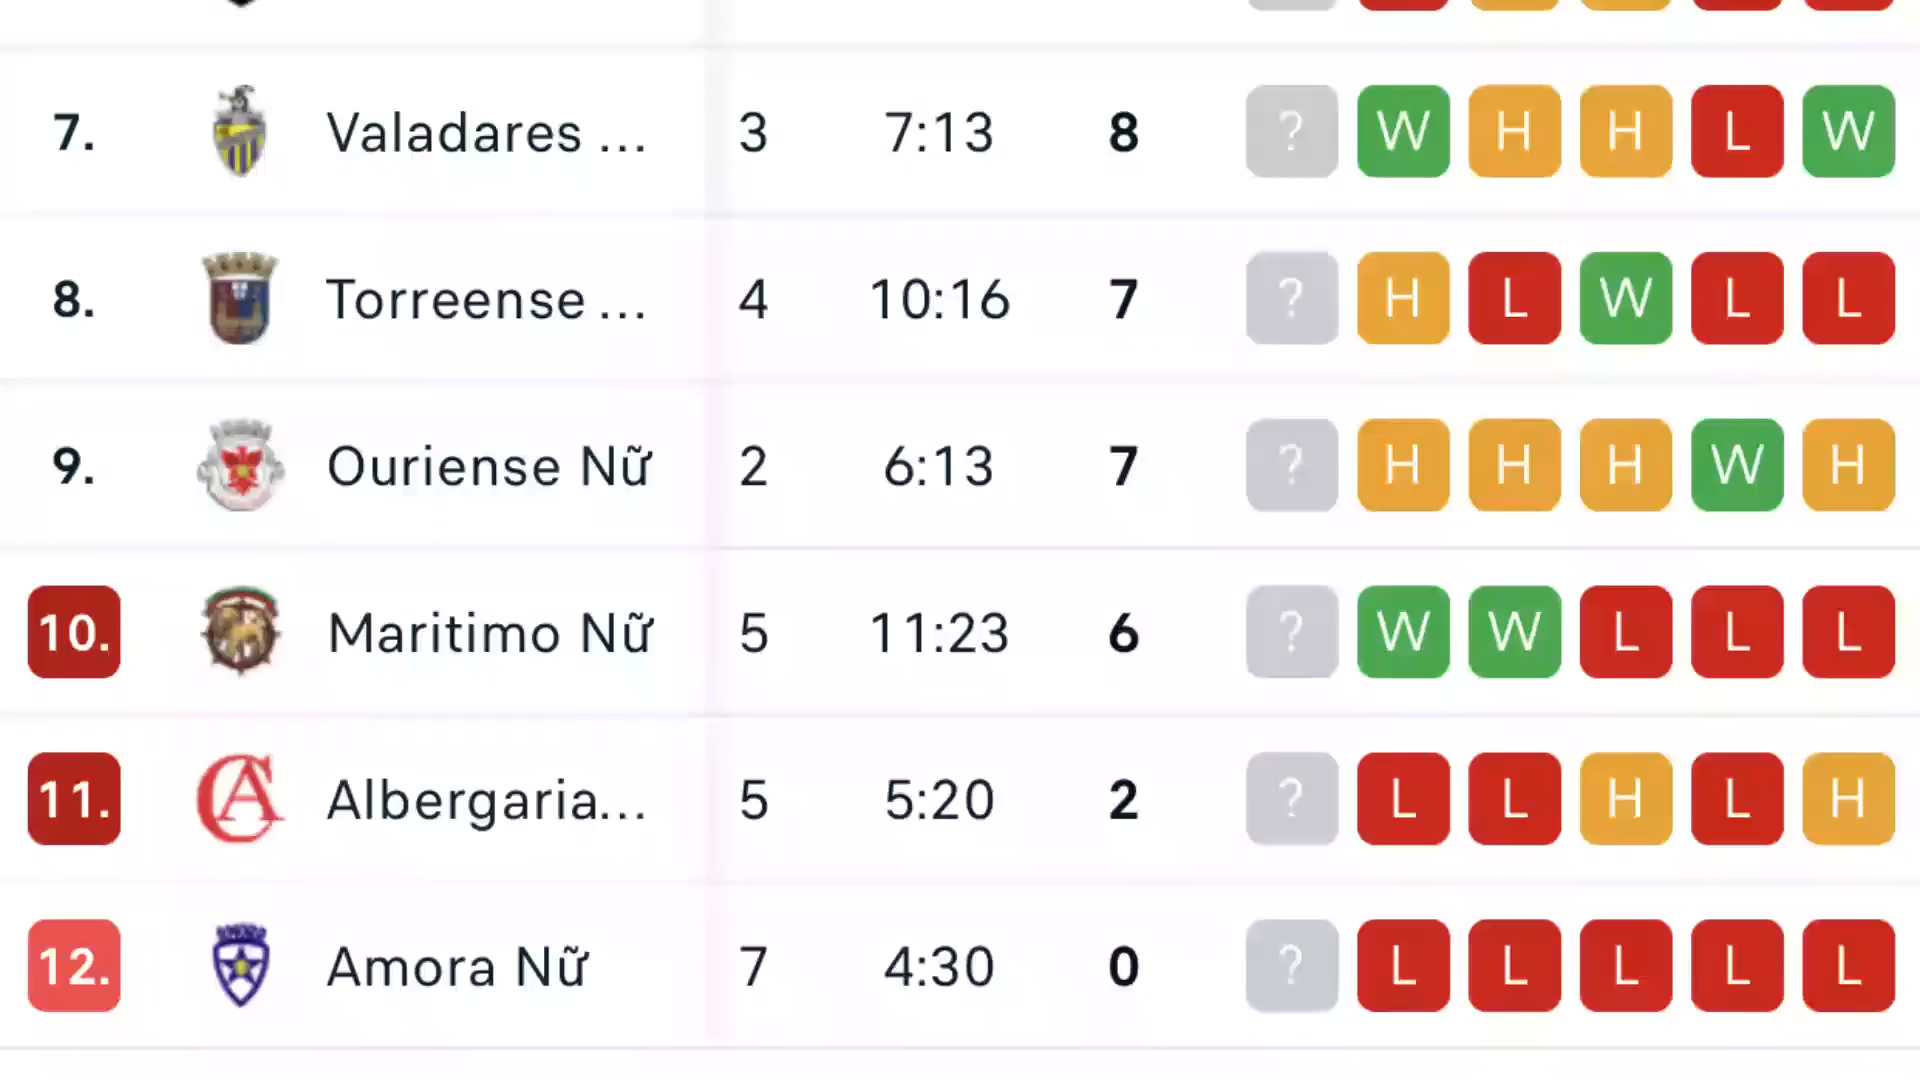 7. Valadares ... 3 7:13 8 ? W H H L W
8. Torreense ... 4 10:16 7 ? H L W L L
9. Ouriense Nữ 2 6:13 7 ? H H H W H
10. Maritimo Nữ 5 11:23 6 ? W W L L L
11. Albergaria... 5 5:20 2 ? L L H L H
12. Amora Nữ 7 4:30 0 ? L L L L L